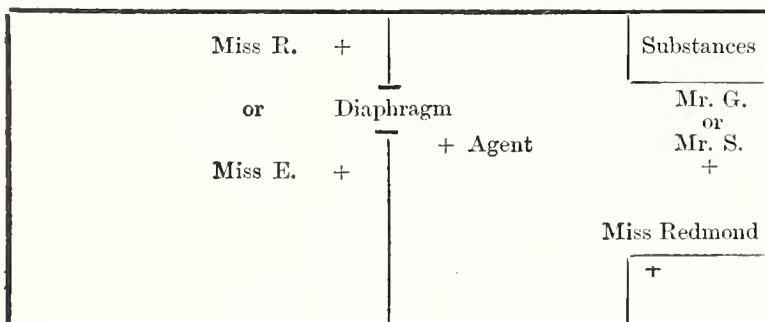 Miss R. +
or
Miss E. +
Diaphragm
+ Agent
Substances
Mr. G.
or
Mr. S.
+
Miss Redmond
+